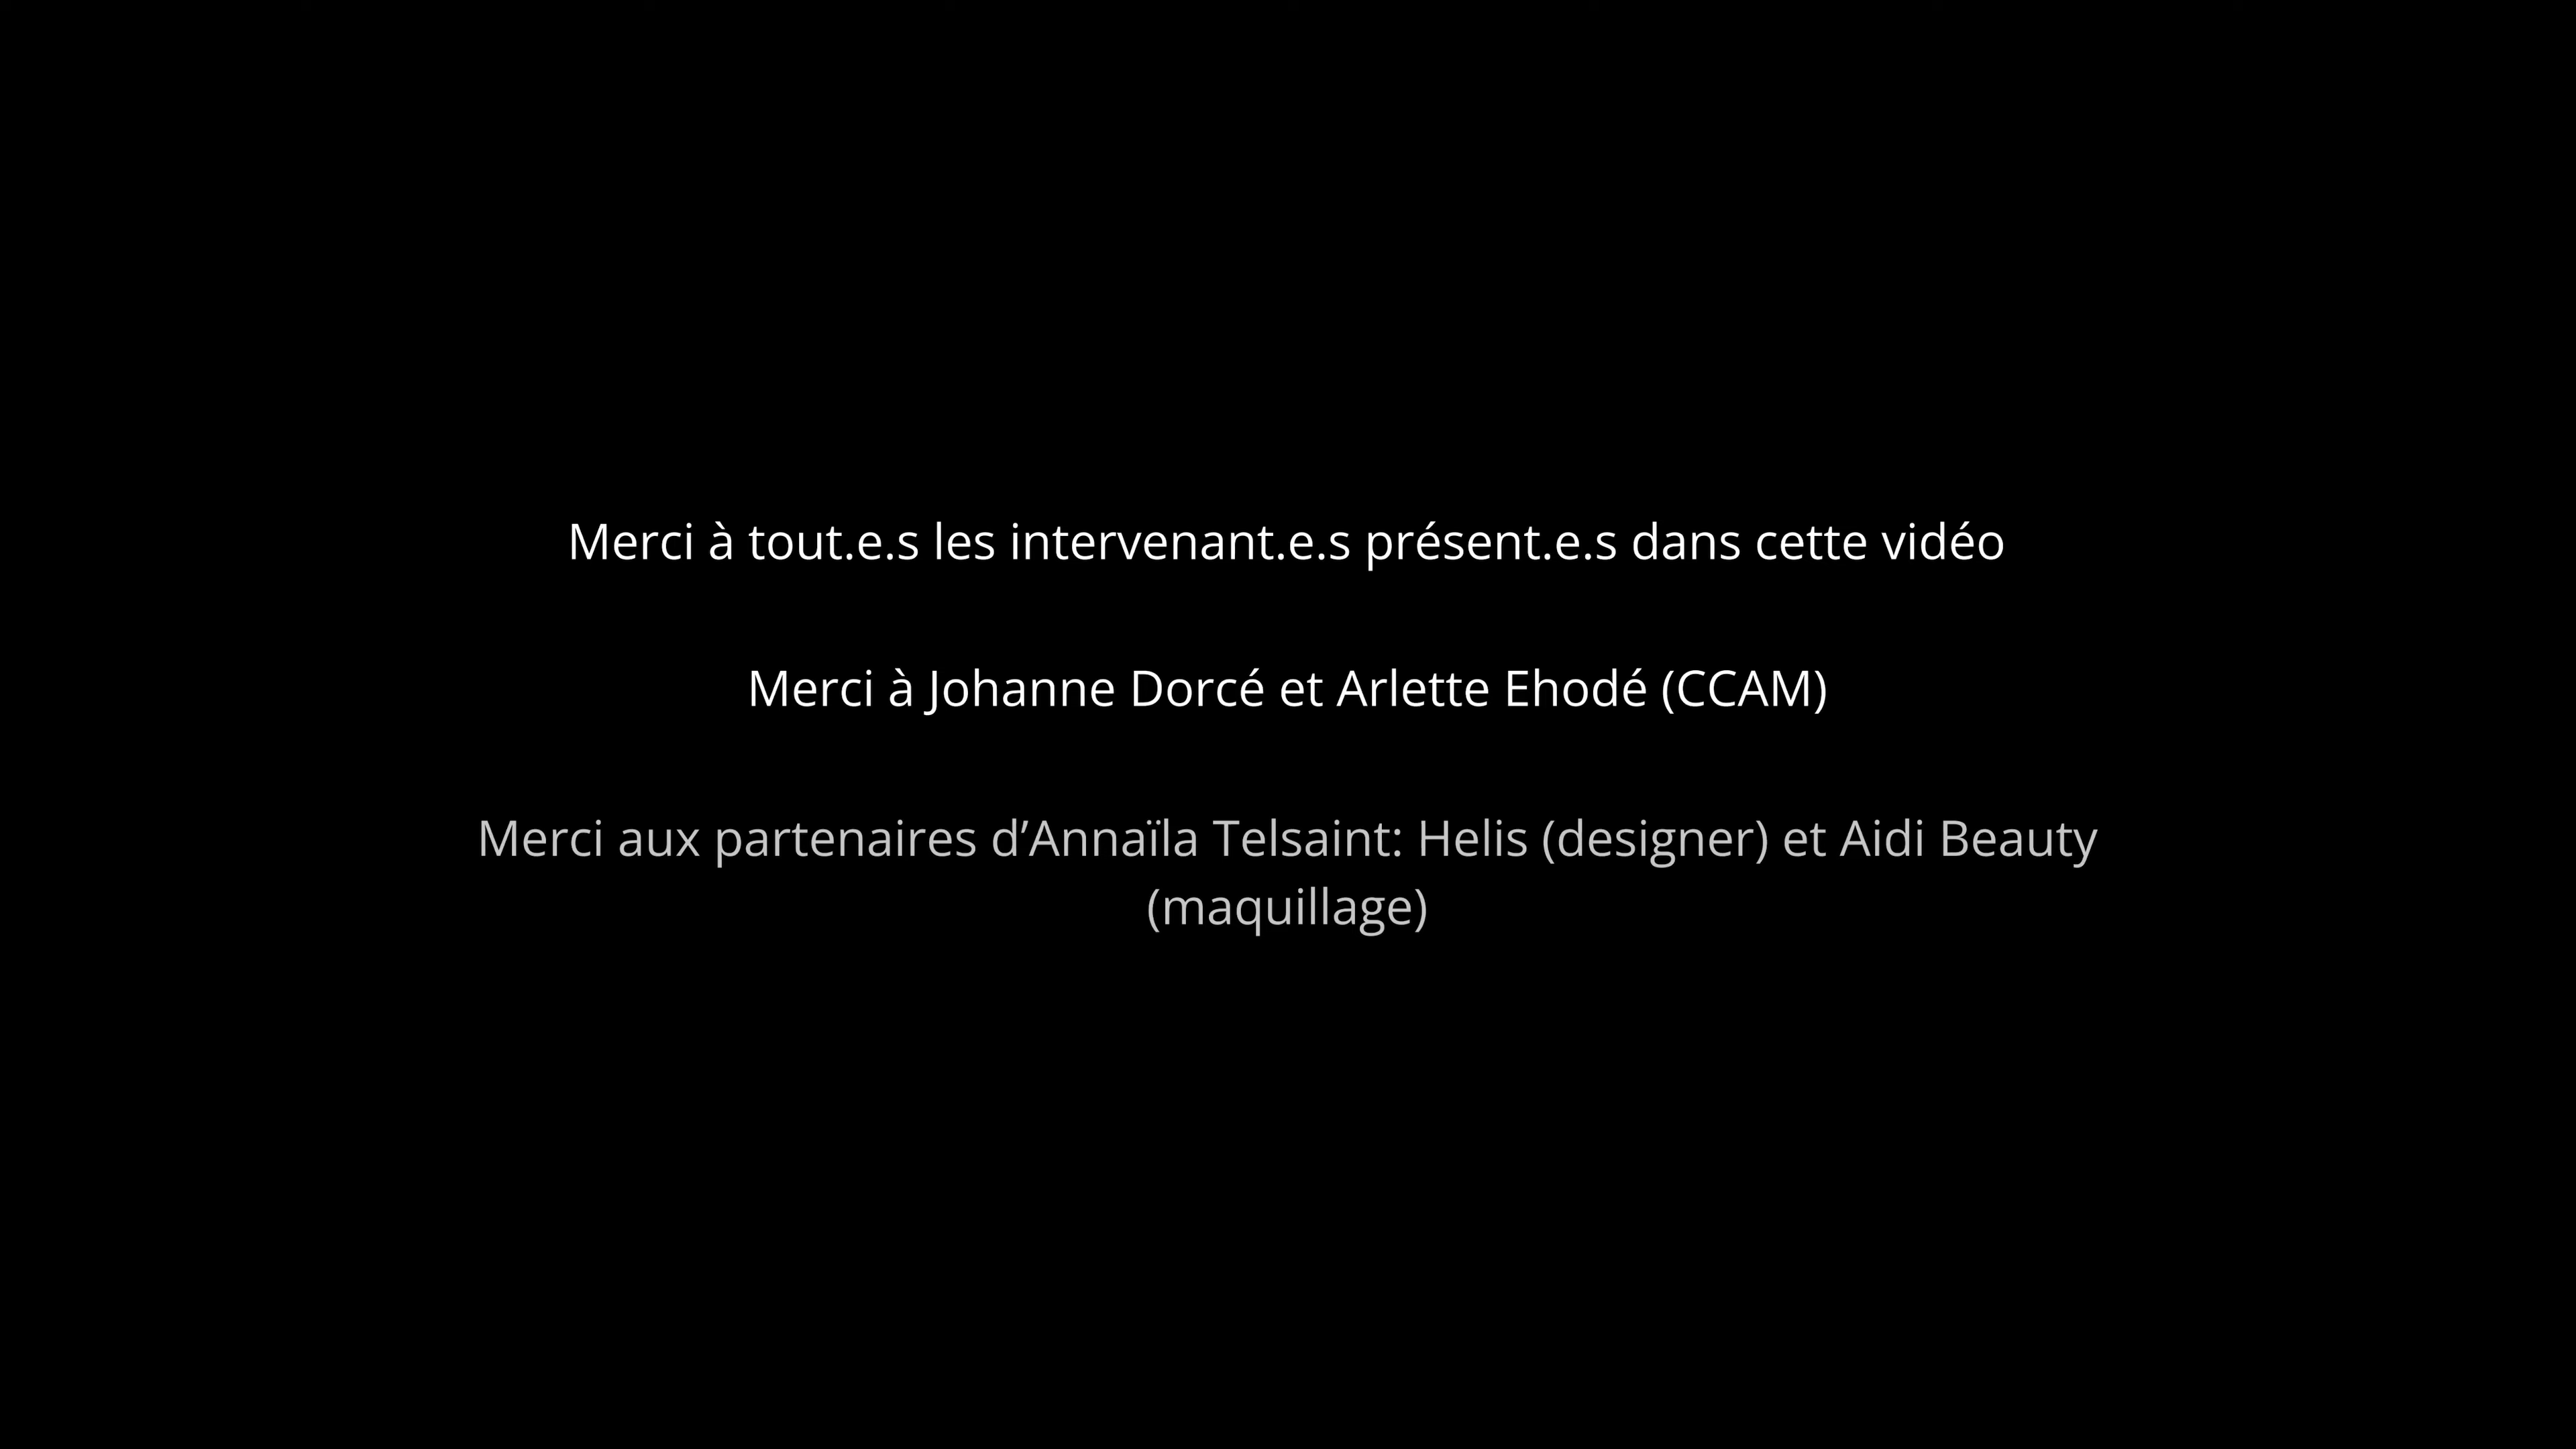 Merci à tout.e.s les intervenant.e.s présent.e.s dans cette vidéo
Merci à Johanne Dorcé et Arlette Ehodé (CCAM)
Merci aux partenaires d’Annaïla Telsaint: Helis (designer) et Aidi Beauty
(maquillage)